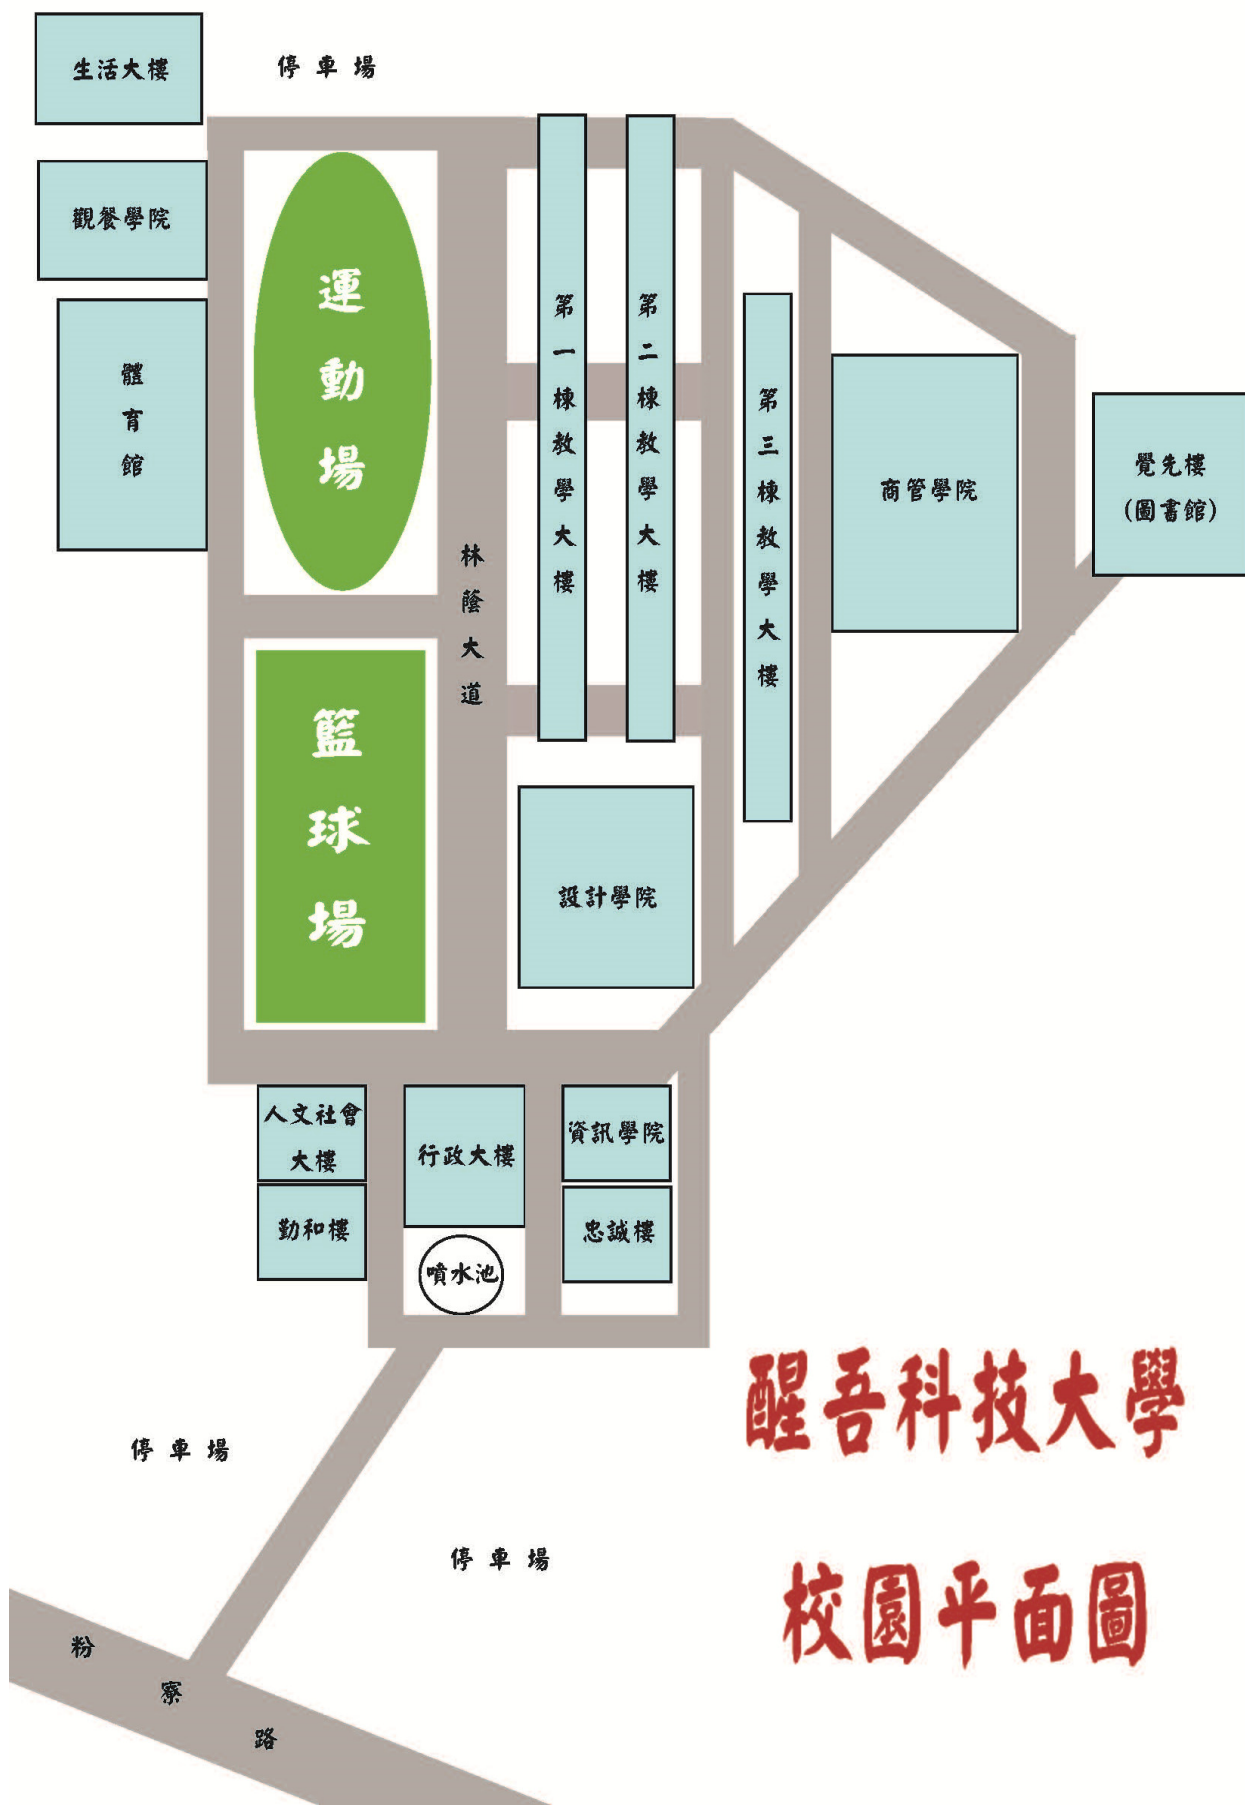 生活大樓
停車場
觀餐學院
體育館
運動場
第一棟教學大樓
第二棟教學大樓
第三棟教學大樓
商管學院
覺先樓
(圖書館)
林蔭大道
籃球場
設計學院
人文社會
大樓
勤和樓
行政大樓
噴水池
資訊學院
忠誠樓
停車場
停車場
粉寮路
醒吾科技大學
校園平面圖